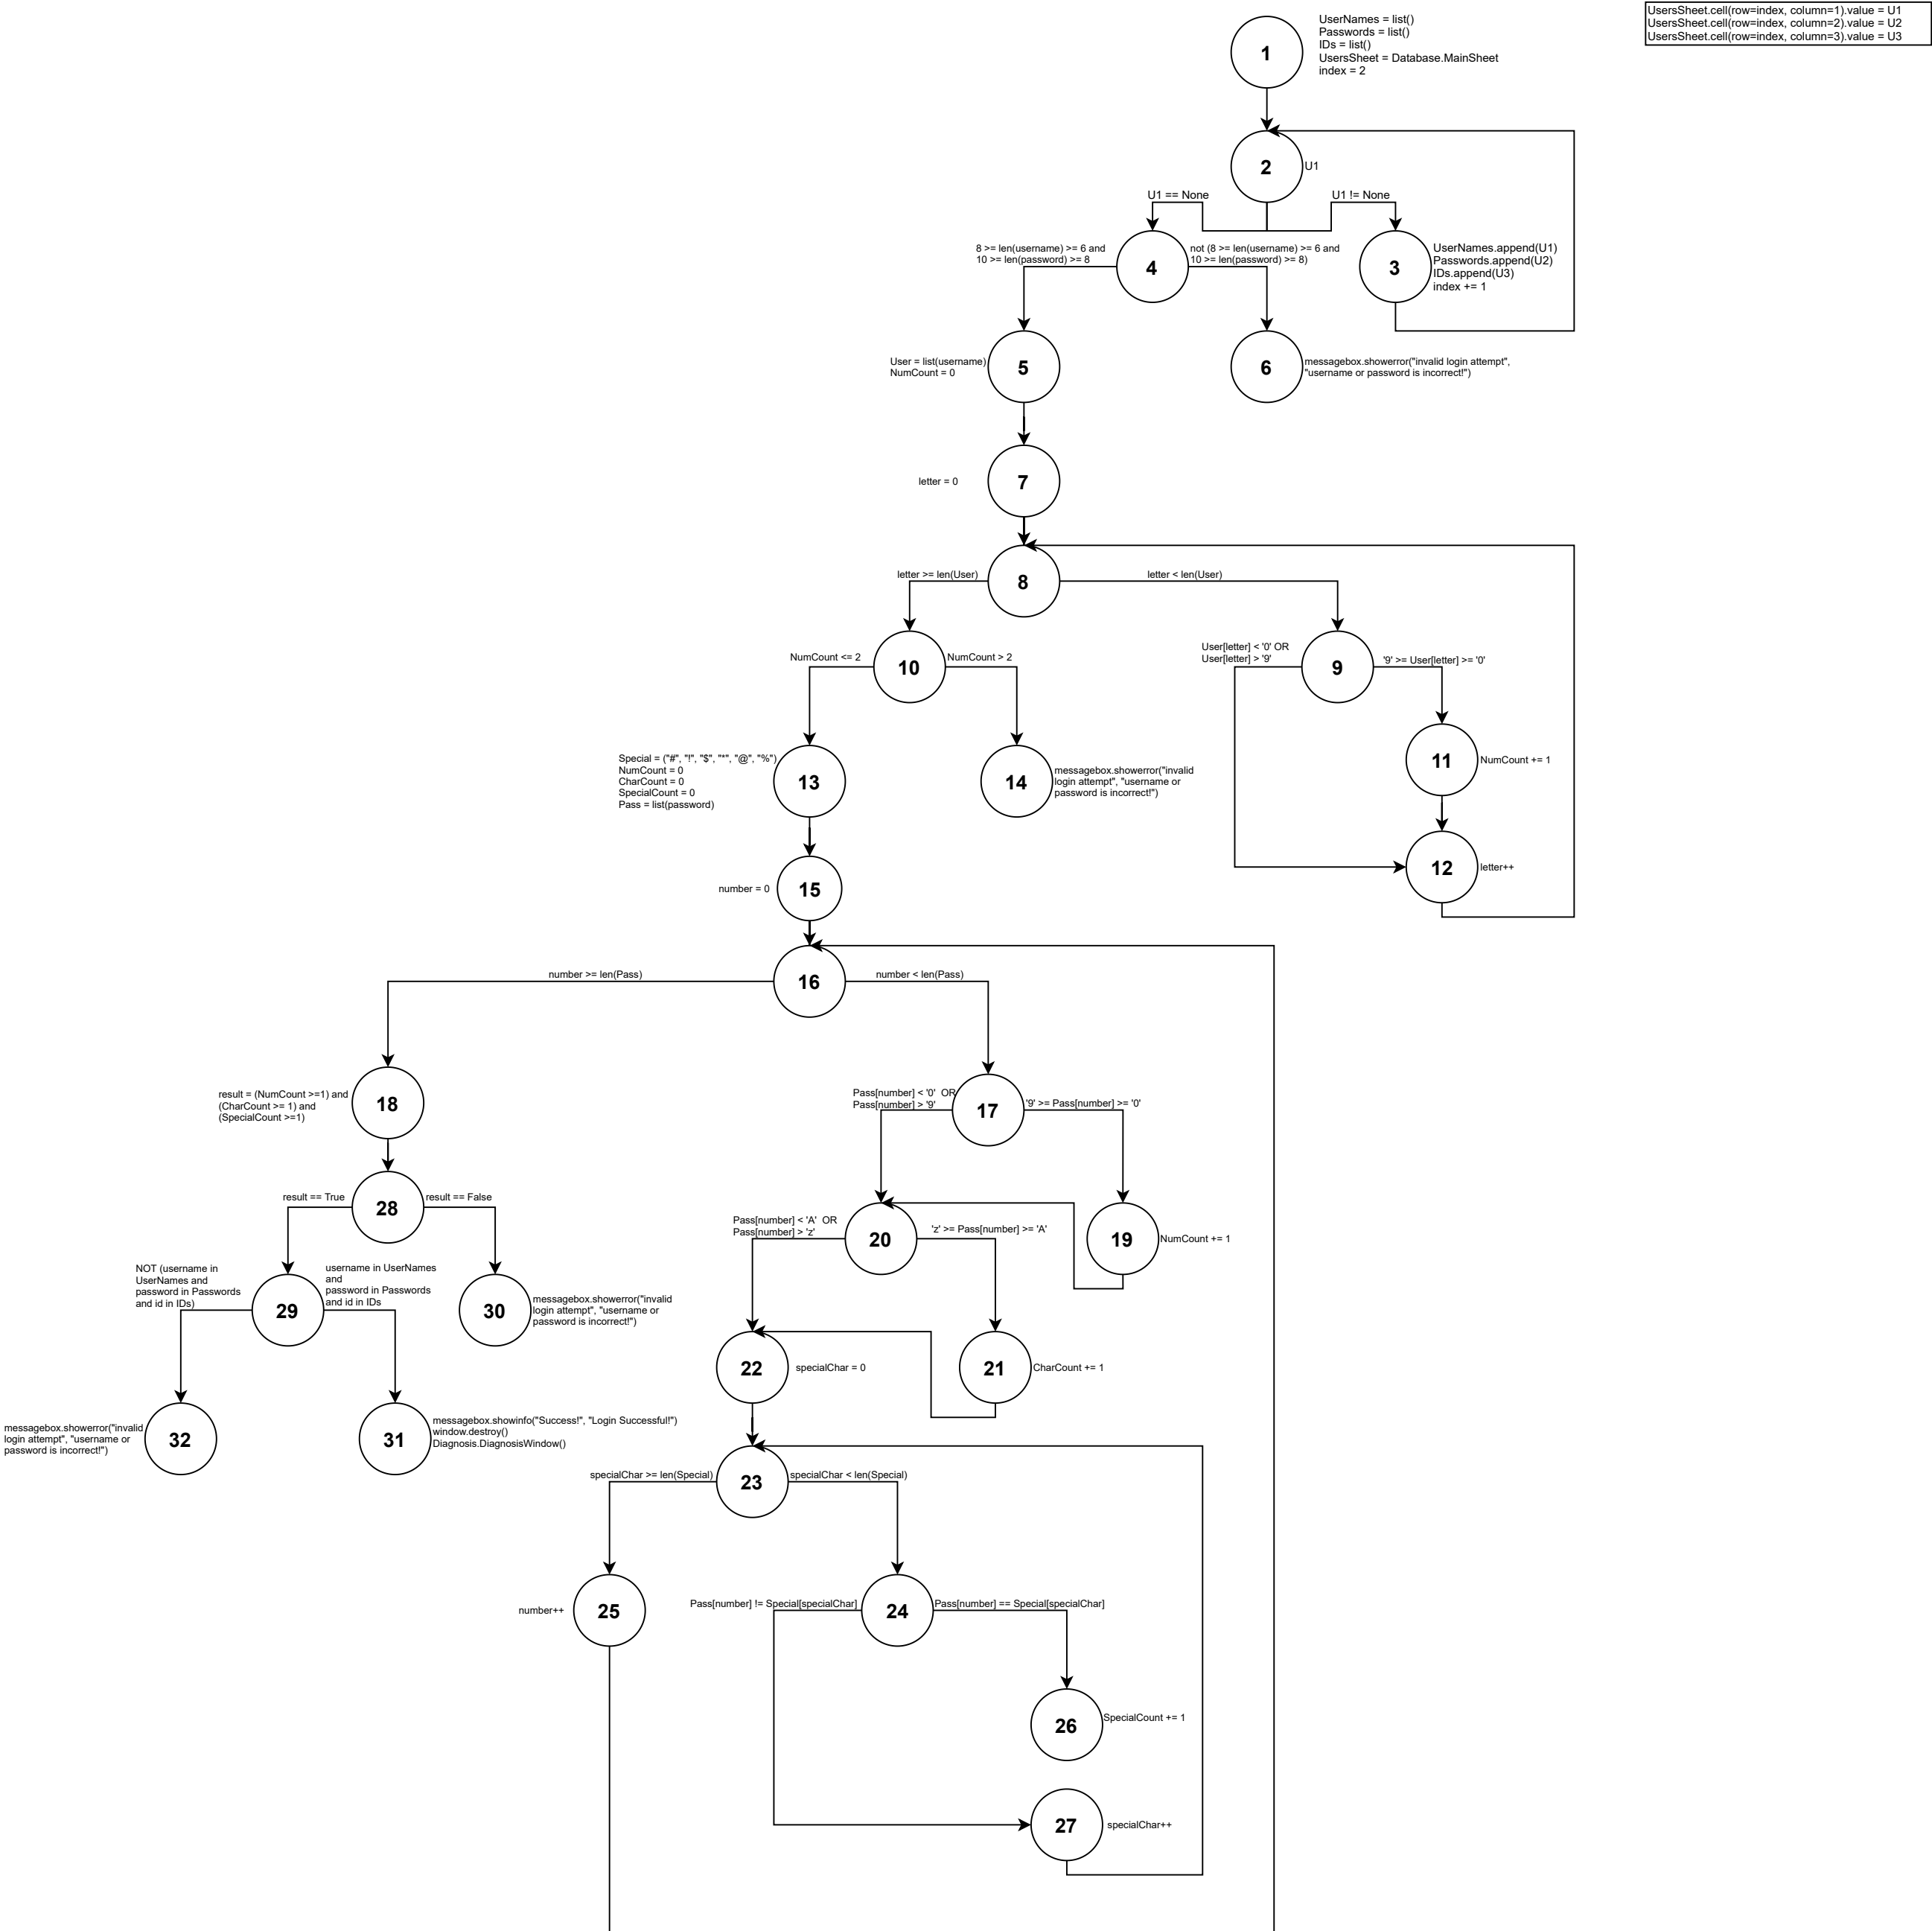 UserNames = list()
Passwords = list()
IDs = list()
UsersSheet = Database.MainSheet
index = 2
UsersSheet.cell(row=index, column=1).value = U1
UsersSheet.cell(row=index, column=2).value = U2
UsersSheet.cell(row=index, column=3).value = U3
1
2
U1
U1 == None
U1 != None
8 >= len(username) >= 6 and
10 >= len(password) >= 8
4
not (8 >= len(username) >= 6 and
10 >= len(password) >= 8)
3
UserNames.append(U1)
Passwords.append(U2)
IDs.append(U3)
index += 1
User = list(username)
NumCount = 0
5
6
messagebox.showerror("invalid login attempt",
"username or password is incorrect!")
letter = 0
7
letter >= len(User)
8
letter < len(User)
NumCount <= 2
10
NumCount > 2
User[letter] < '0' OR
User[letter] > '9'
9
'9' >= User[letter] >= '0'
11
NumCount += 1
Special = ("#", "!", "$", "*", "@", "%")
NumCount = 0
CharCount = 0
SpecialCount = 0
Pass = list(password)
13
14
messagebox.showerror("invalid
login attempt", "username or
password is incorrect!")
12
letter++
number = 0
15
number >= len(Pass)
16
number < len(Pass)
result = (NumCount >=1) and
(CharCount >= 1) and
(SpecialCount >=1)
18
Pass[number] < '0'  OR
Pass[number] > '9'
17
'9' >= Pass[number] >= '0'
result == True
28
result == False
Pass[number] < 'A'  OR
Pass[number] > 'z'
20
'z' >= Pass[number] >= 'A'
19
NumCount += 1
NOT (username in
UserNames and
password in Passwords
and id in IDs)
29
username in UserNames
and
password in Passwords
and id in IDs
30
messagebox.showerror("invalid
login attempt", "username or
password is incorrect!")
22
specialChar = 0
21
CharCount += 1
messagebox.showerror("invalid
login attempt", "username or
password is incorrect!")
32
31
messagebox.showinfo("Success!", "Login Successful!")
window.destroy()
Diagnosis.DiagnosisWindow()
specialChar >= len(Special)
23
specialChar < len(Special)
number++
25
Pass[number] != Special[specialChar]
24
Pass[number] == Special[specialChar]
26
SpecialCount += 1
27
specialChar++